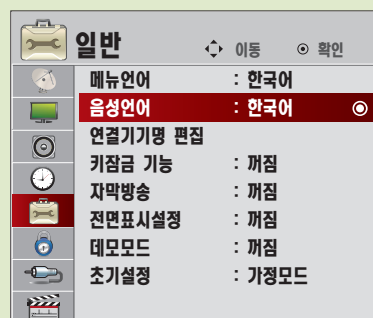 일반 이동 확인
메뉴언어 : 한국어
음성언어 : 한국어
연결기기명 편집
키잠금 기능 : 꺼짐
자막방송 : 꺼짐
전면표시설정 : 꺼짐
데모모드 : 꺼짐
초기설정 : 가정모드